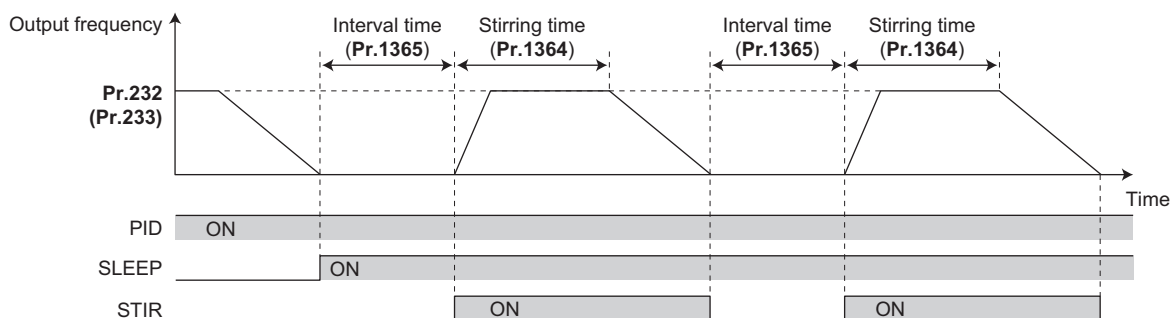 Output frequency
Interval time
(Pr.1365)
Stirring time
(Pr.1364)
Interval time
(Pr.1365)
Stirring time
(Pr.1364)
Pr.232
(Pr.233)
Time
PID
ON
SLEEP
ON
STIR
ON
ON